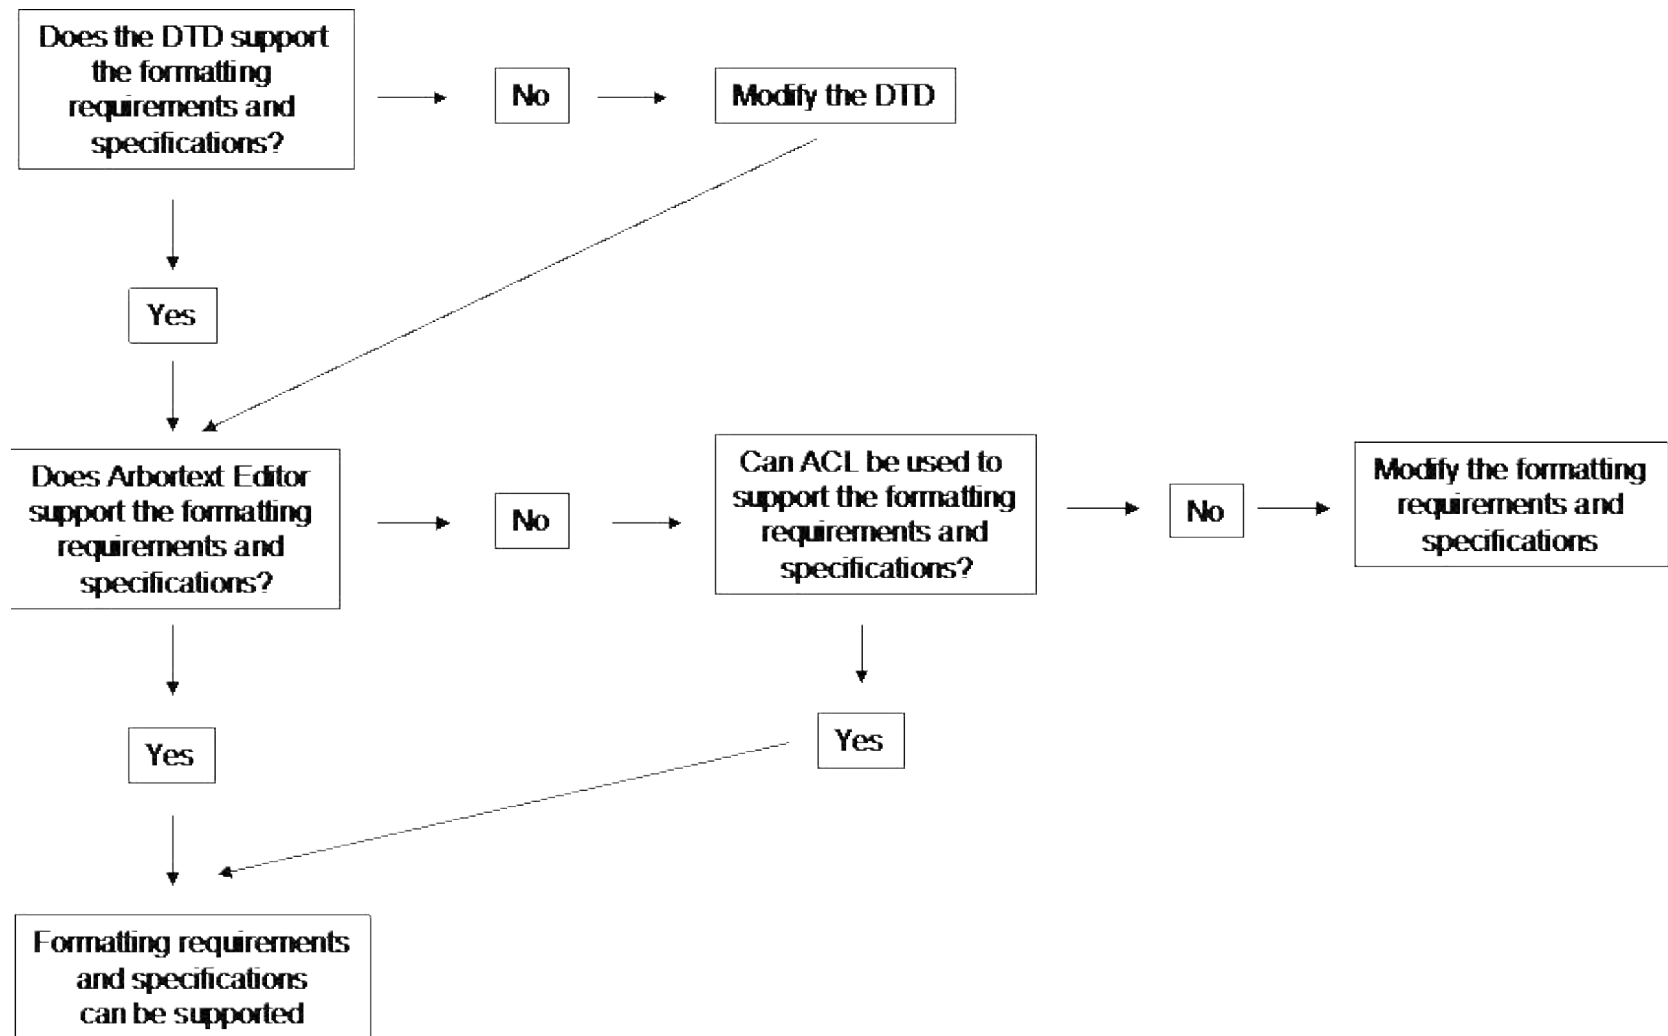 Does the DTD support
the formatting
requirements and
specifications?
No
Modify the DTD
Yes
Does Arbortext Editor
support the formatting
requirements and
specifications?
No
Can ACL be used to
support the formatting
requirements and
specifications?
No
Modify the formatting
requirements and
specifications
Yes
Yes
Formatting requirements
and specifications
can be supported